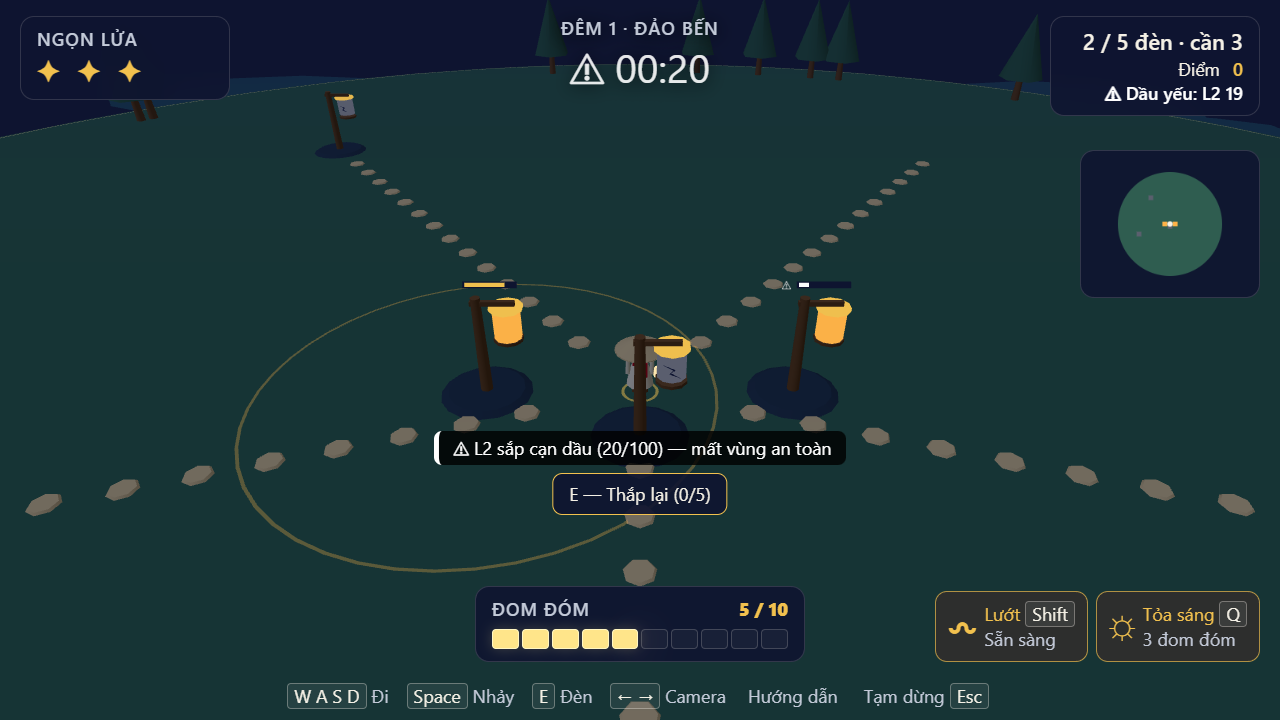 NGỌN LỬA
ĐÊM 1 · ĐẢO BẾN
⚠ 00:20
2 / 5 đèn · cần 3
Điểm 0
⚠ Dầu yếu: L2 19
⚠ L2 sắp cạn dầu (20/100) — mất vùng an toàn
E — Thắp lại (0/5)
ĐOM ĐÓM 5 / 10
Lướt Shift
Sẵn sàng
Tỏa sáng Q
3 đom đóm
W A S D Đi Space Nhảy E Đèn ← → Camera Hướng dẫn Tạm dừng Esc